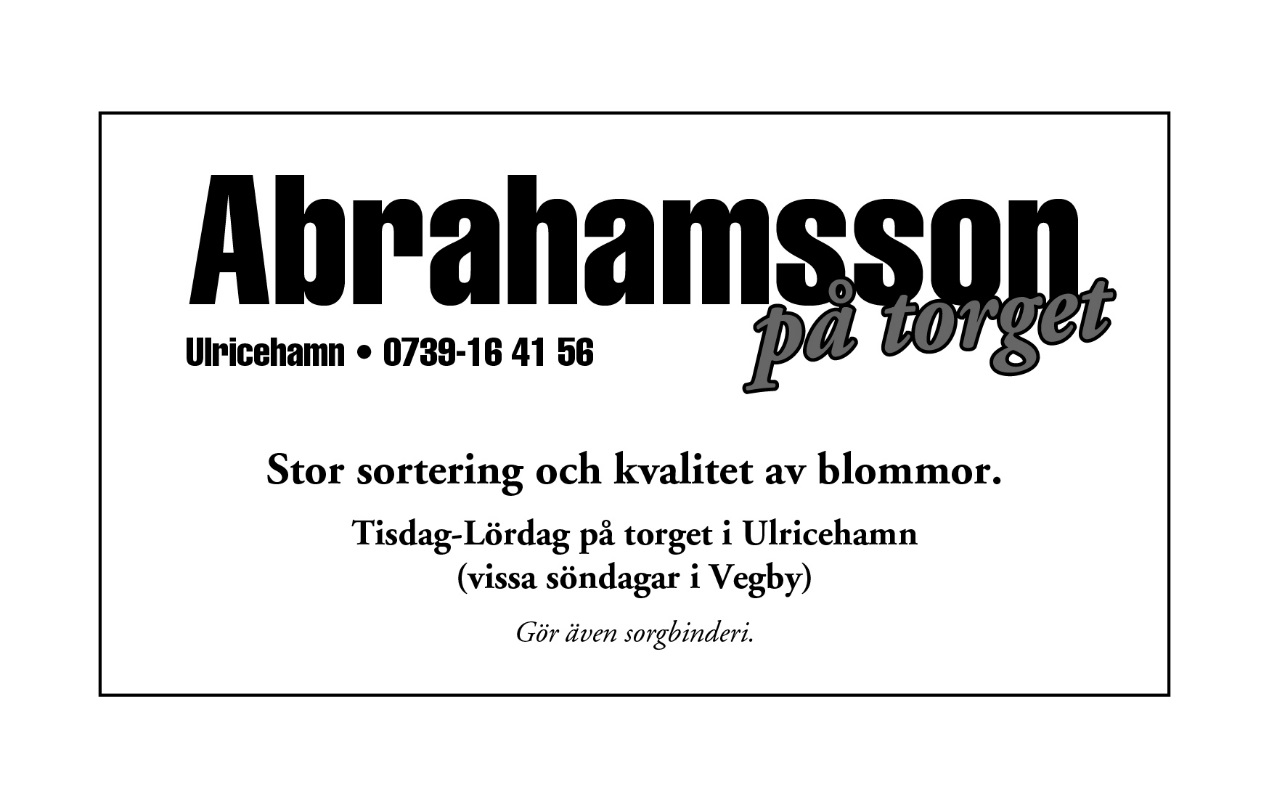 Abrahamsson
på torget
Ulricehamn • 0739-16 41 56
Stor sortering och kvalitet av blommor.
Tisdag-Lördag på torget i Ulricehamn
(vissa söndagar i Vegby)
Gör även sorgbinderi.